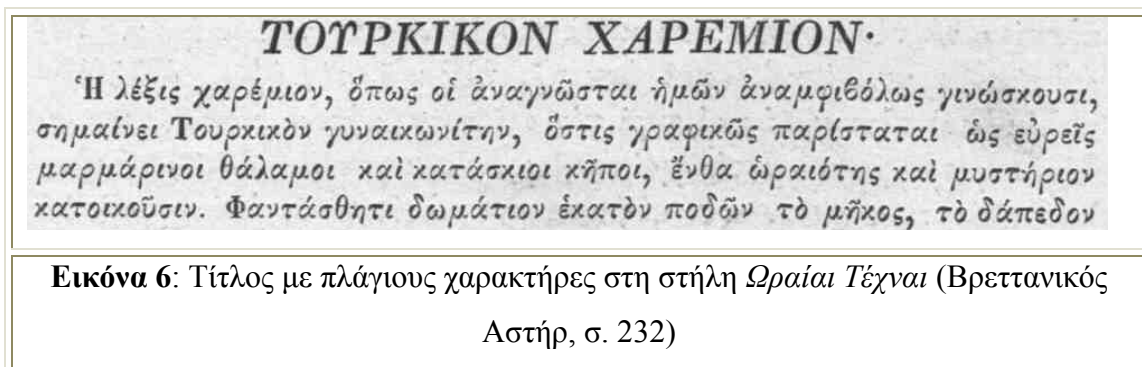 ΤΟΥΡΚΙΚΟΝ ΧΑΡΕΜΙΟΝ·
Ἡ λέξις χαρέμιον, ὅπως οἱ ἀναγνῶσται ἡμῶν ἀναμφιβόλως γινώσκουσι,
σημαίνει Τουρκικὸν γυναικωνίτην, ὅστις γραφικῶς παρίσταται ὡς εὐρεῖς
μαρμάρινοι θάλαμοι καὶ κατάσκιοι κῆποι, ἔνθα ὡραιότης καὶ μυστήριον
κατοικοῦσιν. Φαντάσθητι δωμάτιον ἑκατὸν ποδῶν τὸ μῆκος, τὸ δάπεδον
Εικόνα 6: Τίτλος με πλάγιους χαρακτήρες στη στήλη Ωραίαι Τέχναι (Βρεττανικός
Αστήρ, σ. 232)